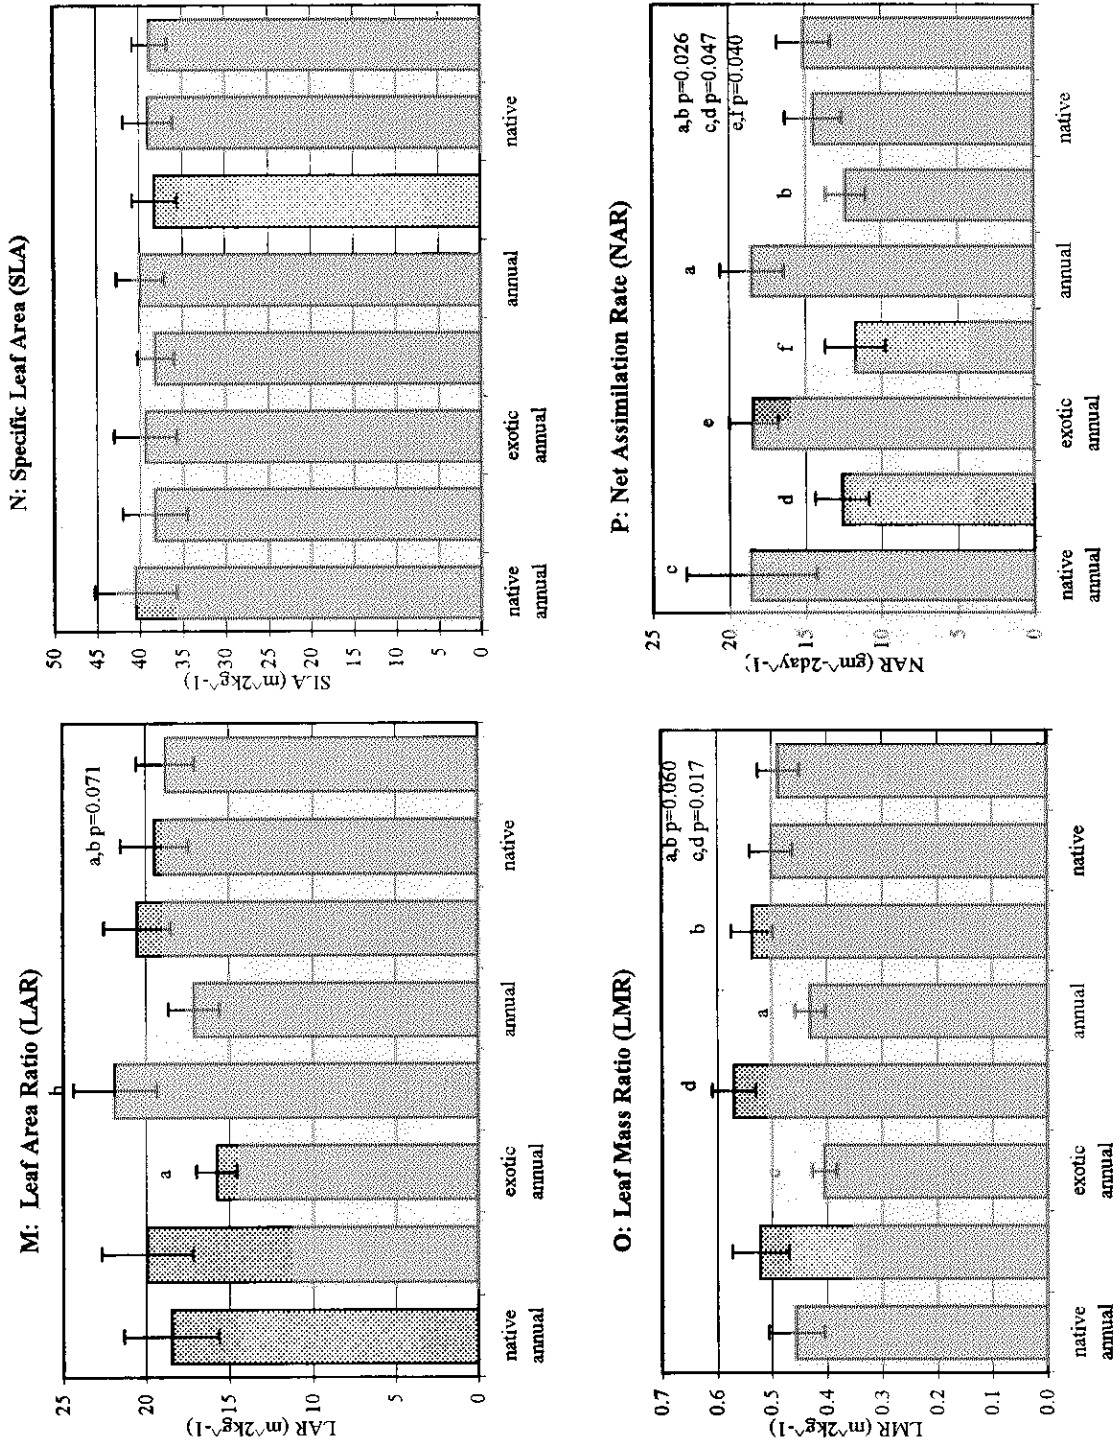 M: Leaf Area Ratio (LAR)
LAR (m^2kg^-1)
25
20
15
10
5
0
a,b p=0.071
a
b
native annual
exotic annual
annual
native
N: Specific Leaf Area (SLA)
SLA (m^2kg^-1)
50
45
40
35
30
25
20
15
10
5
0
native annual
exotic annual
annual
native
O: Leaf Mass Ratio (LMR)
LMR (m^2kg^-1)
0.7
0.6
0.5
0.4
0.3
0.2
0.1
0.0
a,b p=0.060
c,d p=0.017
c
d
a
b
native annual
exotic annual
annual
native
P: Net Assimilation Rate (NAR)
NAR (gm^-2day^-1)
25
20
15
10
5
0
a,b p=0.026
c,d p=0.047
e,f p=0.040
c
d
e
f
a
b
native annual
exotic annual
annual
native